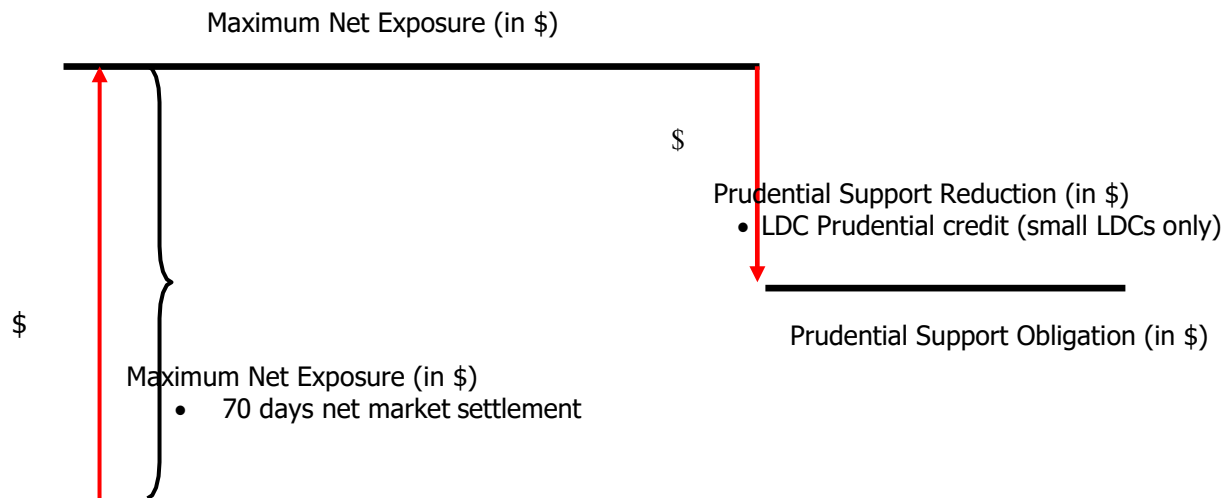 Maximum Net Exposure (in $)
$
Prudential Support Reduction (in $)
• LDC Prudential credit (small LDCs only)
$
Prudential Support Obligation (in $)
Maximum Net Exposure (in $)
• 70 days net market settlement